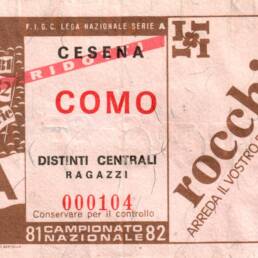 F.I.G.C. LEGA NAZIONALE SERIE A
CESENA
RIDO
COMO
DISTINTI CENTRALI
RAGAZZI
000104
Conservare per il controllo
81 CAMPIONATO NAZIONALE 82
rocchi
ARREDA IL VOSTRO